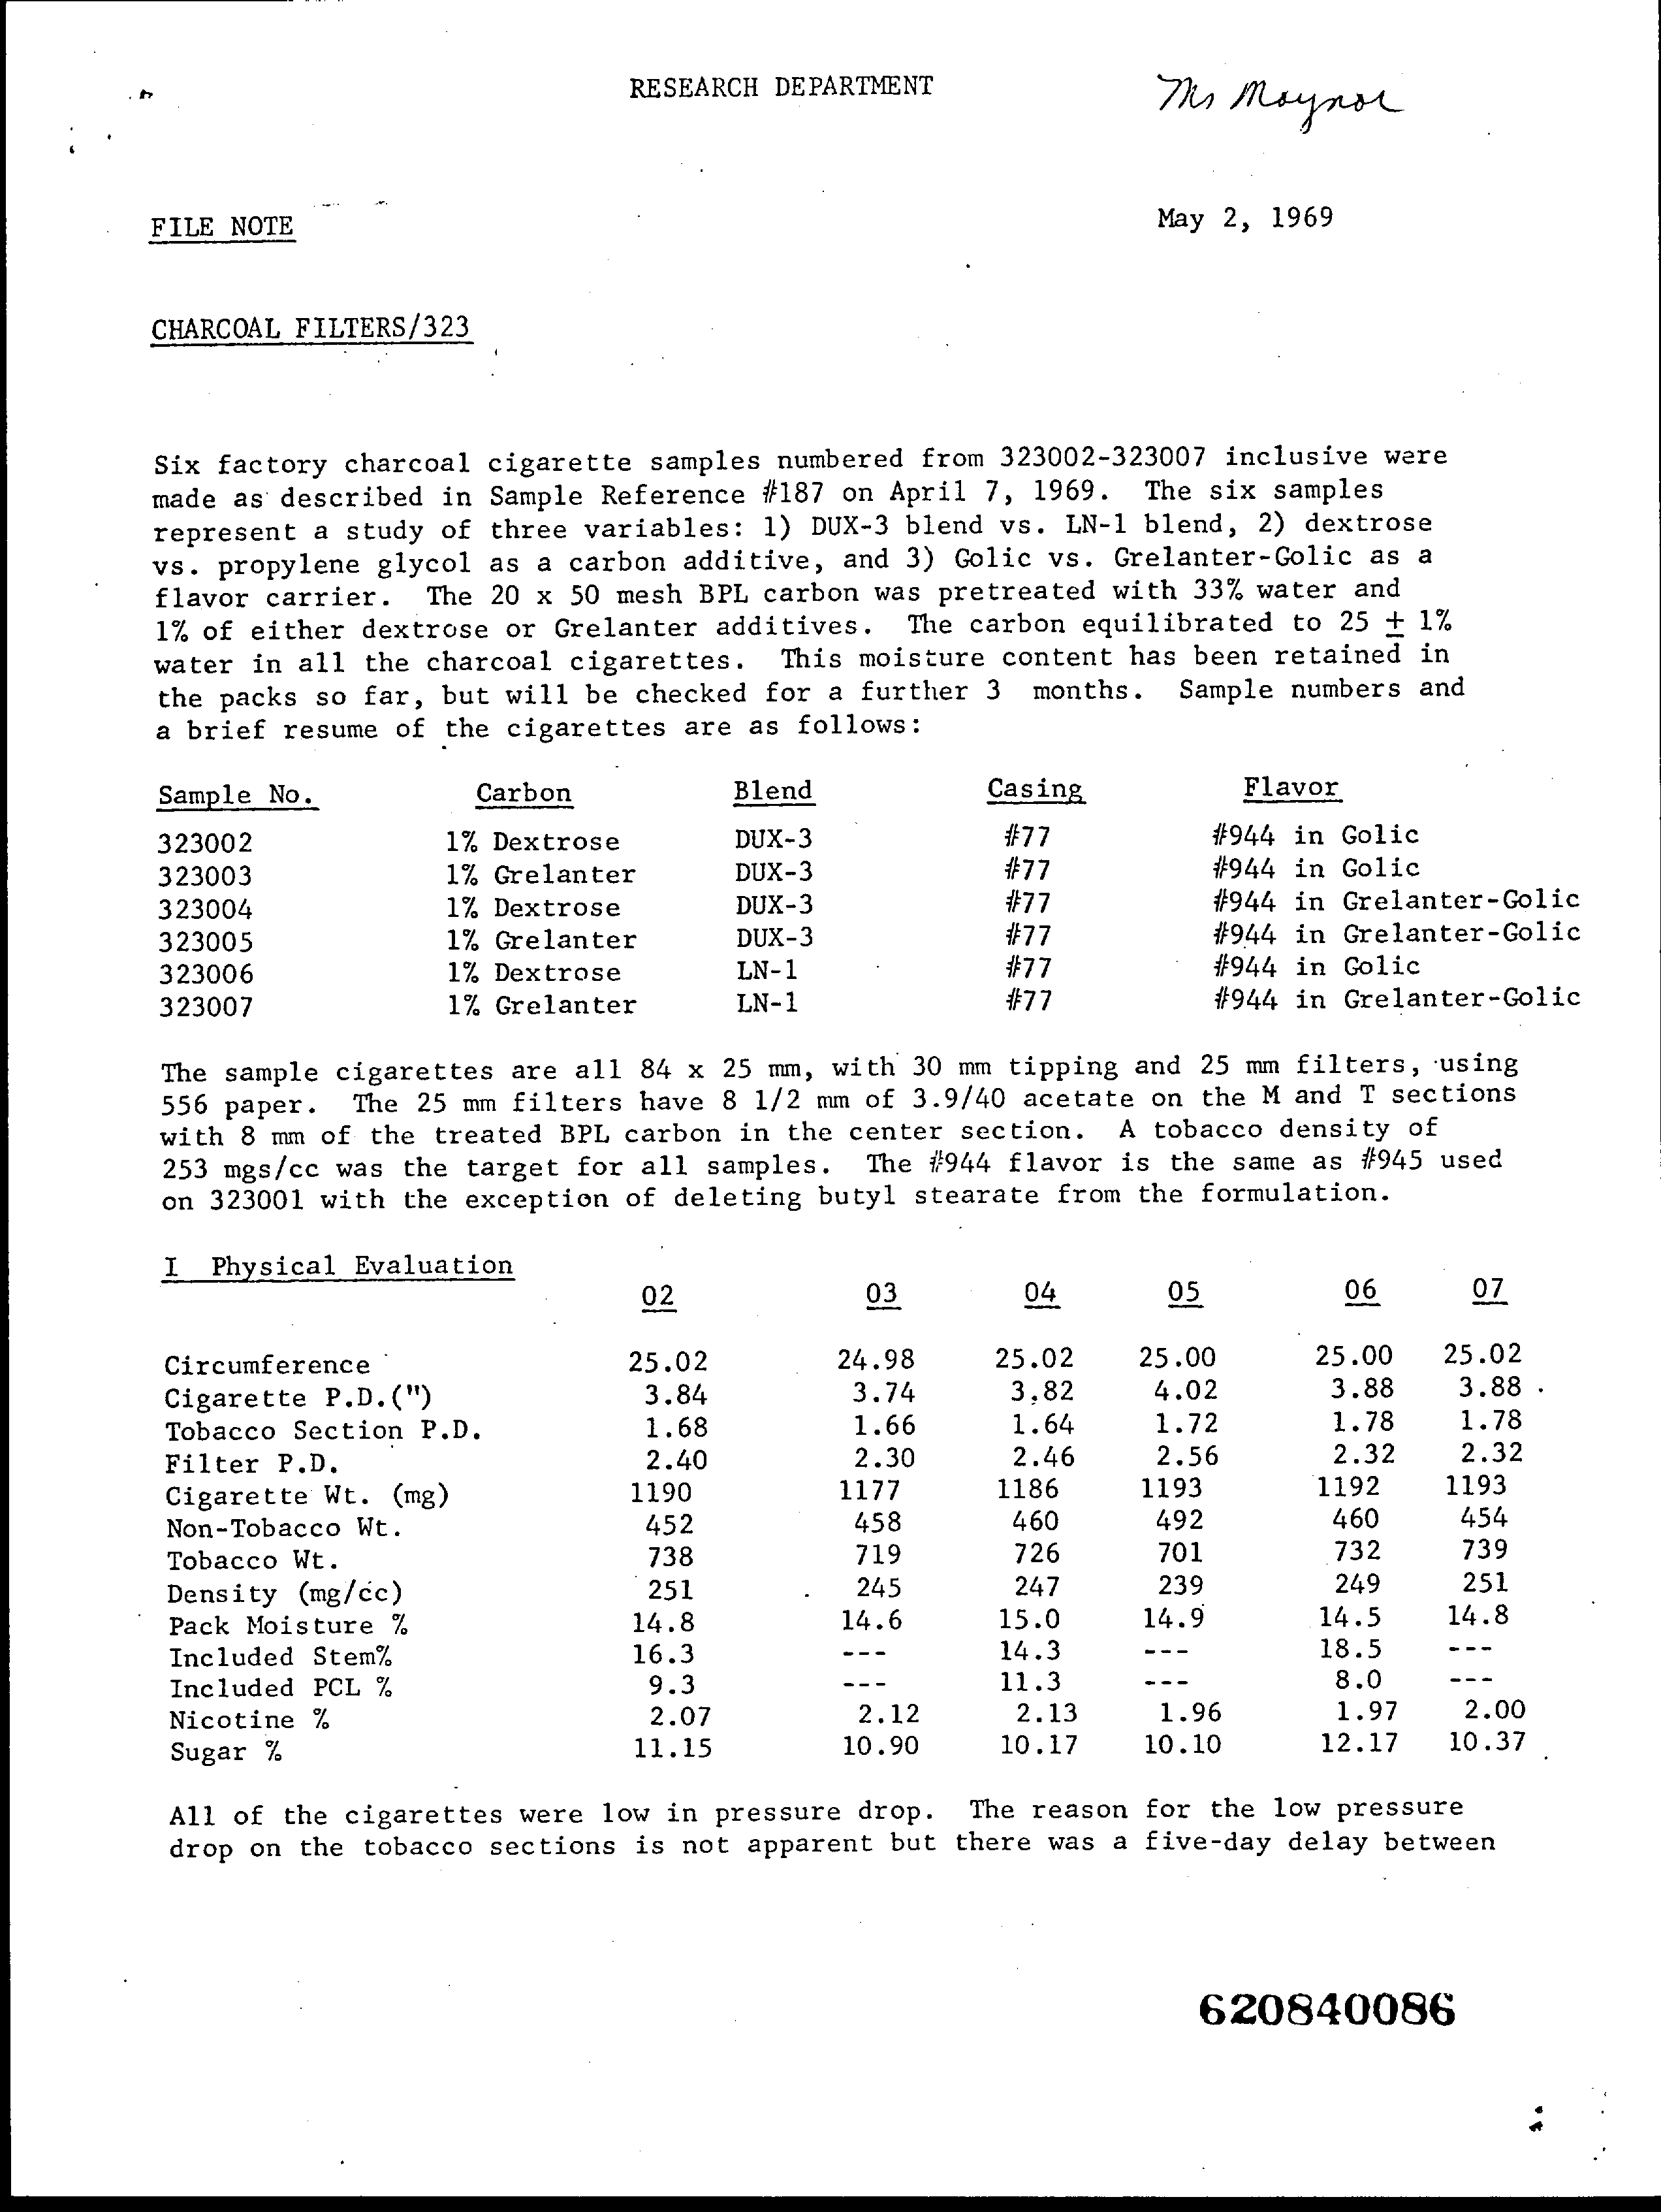 RESEARCH DEPARTMENT
Ms Maynor
FILE NOTE
May 2, 1969
CHARCOAL FILTERS/323
Six factory charcoal cigarette samples numbered from 323002-323007 inclusive were
made as described in Sample Reference #187 on April 7, 1969. The six samples
represent a study of three variables: 1) DUX-3 blend vs. LN-1 blend, 2) dextrose
vs. propylene glycol as a carbon additive, and 3) Golic vs. Grelanter-Golic as a
flavor carrier. The 20 x 50 mesh BPL carbon was pretreated with 33% water and
1% of either dextrose or Grelanter additives. The carbon equilibrated to 25 ± 1%
water in all the charcoal cigarettes. This moisture content has been retained in
the packs so far, but will be checked for a further 3 months. Sample numbers and
a brief resume of the cigarettes are as follows:
Sample No. Carbon Blend Casing Flavor
323002 1% Dextrose DUX-3 #77 #944 in Golic
323003 1% Grelanter DUX-3 #77 #944 in Golic
323004 1% Dextrose DUX-3 #77 #944 in Grelanter-Golic
323005 1% Grelanter DUX-3 #77 #944 in Grelanter-Golic
323006 1% Dextrose LN-1 #77 #944 in Golic
323007 1% Grelanter LN-1 #77 #944 in Grelanter-Golic
The sample cigarettes are all 84 x 25 mm, with 30 mm tipping and 25 mm filters, using
556 paper. The 25 mm filters have 8 1/2 mm of 3.9/40 acetate on the M and T sections
with 8 mm of the treated BPL carbon in the center section. A tobacco density of
253 mgs/cc was the target for all samples. The #944 flavor is the same as #945 used
on 323001 with the exception of deleting butyl stearate from the formulation.
I Physical Evaluation
02 03 04 05 06 07
Circumference 25.02 24.98 25.02 25.00 25.00 25.02
Cigarette P.D.(") 3.84 3.74 3.82 4.02 3.88 3.88
Tobacco Section P.D. 1.68 1.66 1.64 1.72 1.78 1.78
Filter P.D. 2.40 2.30 2.46 2.56 2.32 2.32
Cigarette Wt. (mg) 1190 1177 1186 1193 1192 1193
Non-Tobacco Wt. 452 458 460 492 460 454
Tobacco Wt. 738 719 726 701 732 739
Density (mg/cc) 251 245 247 239 249 251
Pack Moisture % 14.8 14.6 15.0 14.9 14.5 14.8
Included Stem% 16.3 --- 14.3 --- 18.5 ---
Included PCL % 9.3 --- 11.3 --- 8.0 ---
Nicotine % 2.07 2.12 2.13 1.96 1.97 2.00
Sugar % 11.15 10.90 10.17 10.10 12.17 10.37
All of the cigarettes were low in pressure drop. The reason for the low pressure
drop on the tobacco sections is not apparent but there was a five-day delay between
620840086